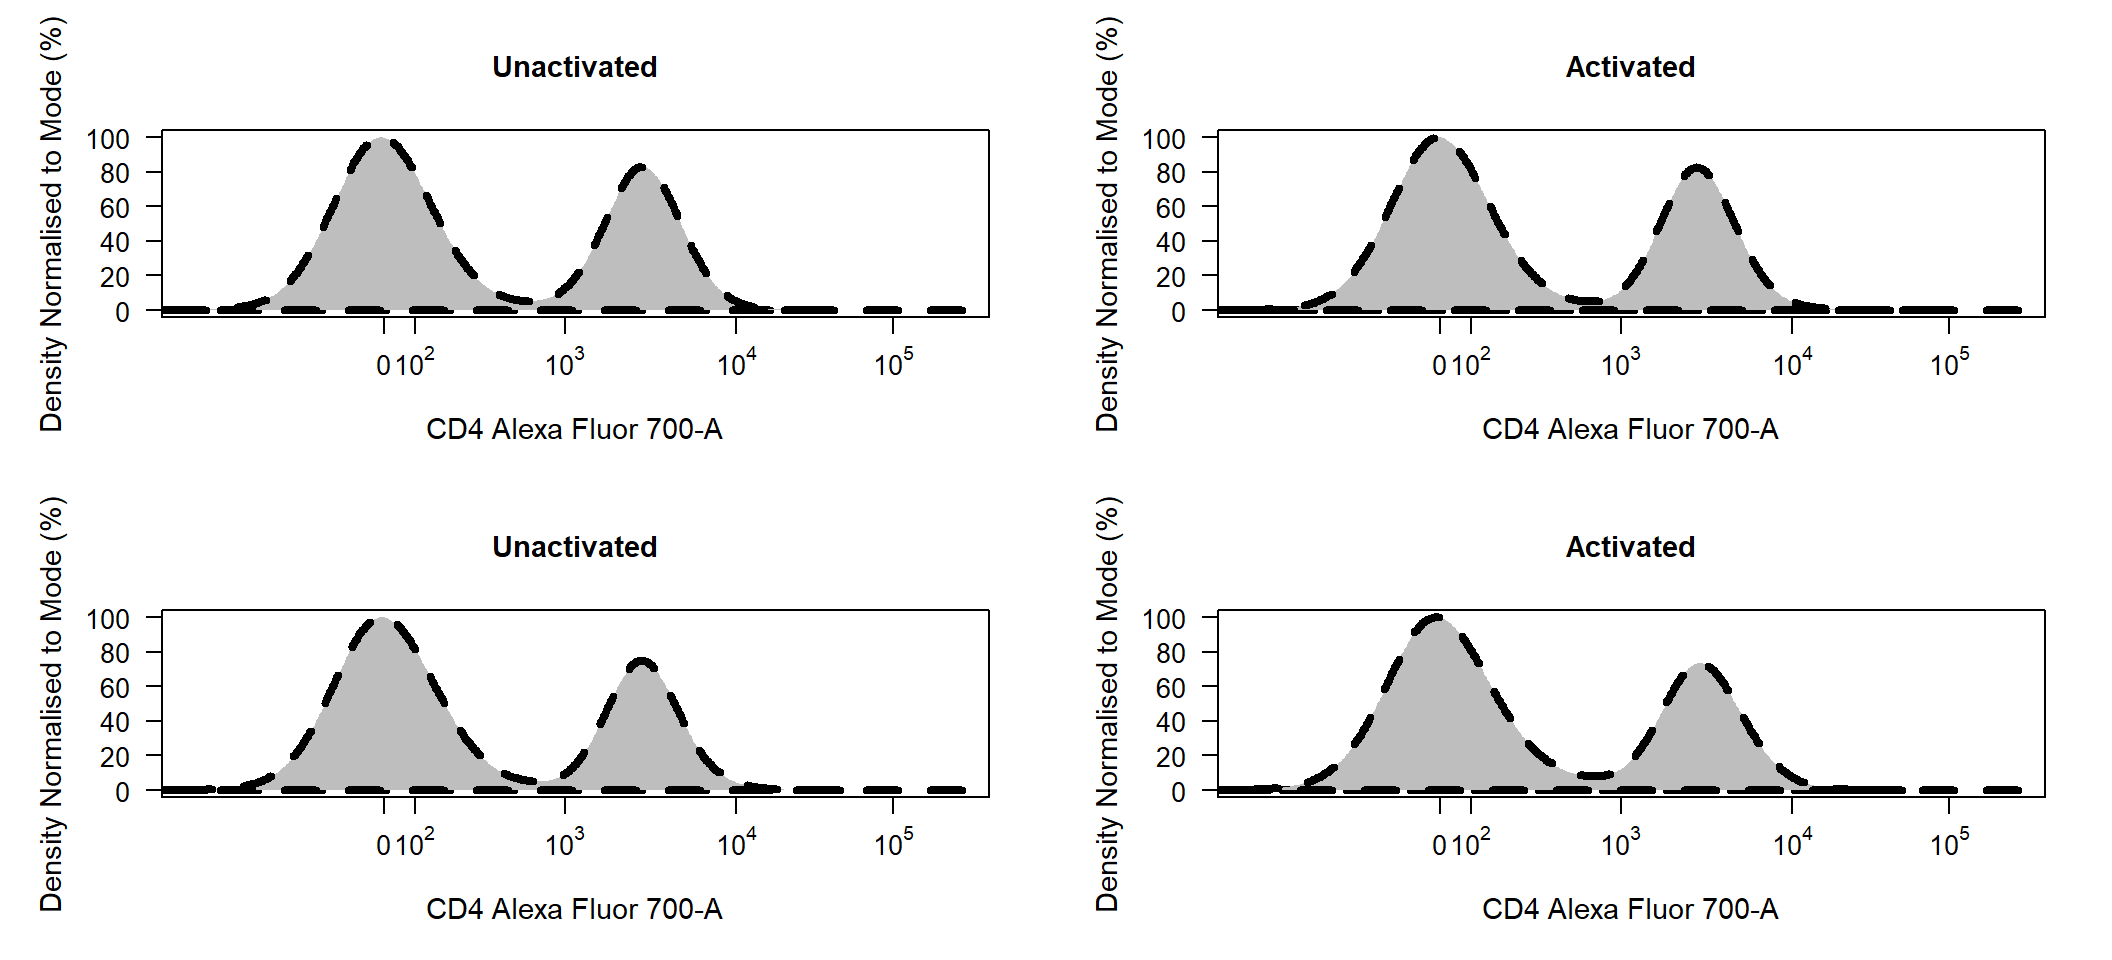 Unactivated
Density Normalised to Mode (%)
100
80
60
40
20
0
0 10² 10³ 10⁴ 10⁵
CD4 Alexa Fluor 700-A
Activated
Density Normalised to Mode (%)
100
80
60
40
20
0
0 10² 10³ 10⁴ 10⁵
CD4 Alexa Fluor 700-A
Unactivated
Density Normalised to Mode (%)
100
80
60
40
20
0
0 10² 10³ 10⁴ 10⁵
CD4 Alexa Fluor 700-A
Activated
Density Normalised to Mode (%)
100
80
60
40
20
0
0 10² 10³ 10⁴ 10⁵
CD4 Alexa Fluor 700-A